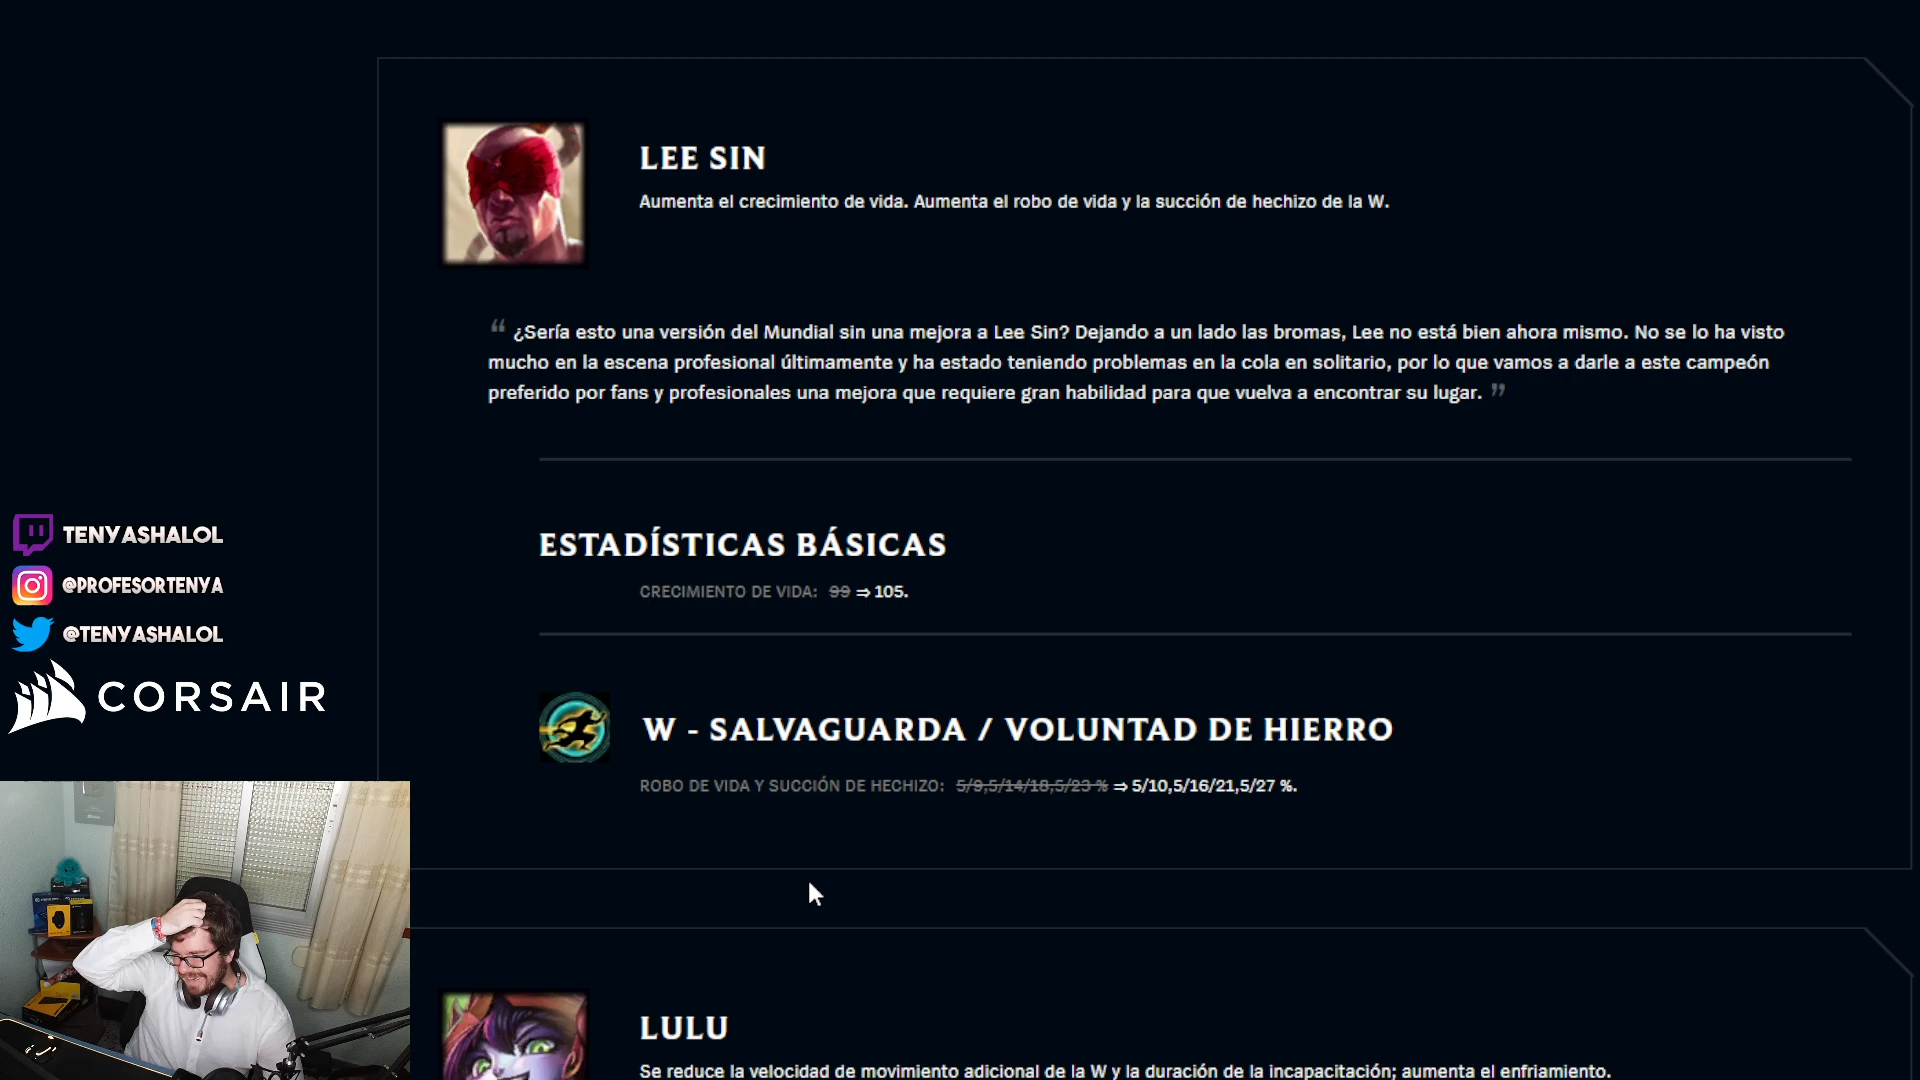 LEE SIN
Aumenta el crecimiento de vida. Aumenta el robo de vida y la succión de hechizo de la W.
“ ¿Sería esto una versión del Mundial sin una mejora a Lee Sin? Dejando a un lado las bromas, Lee no está bien ahora mismo. No se lo ha visto
mucho en la escena profesional últimamente y ha estado teniendo problemas en la cola en solitario, por lo que vamos a darle a este campeón
preferido por fans y profesionales una mejora que requiere gran habilidad para que vuelva a encontrar su lugar. ”
ESTADÍSTICAS BÁSICAS
CRECIMIENTO DE VIDA: 99 ⇒ 105.
W - SALVAGUARDA / VOLUNTAD DE HIERRO
ROBO DE VIDA Y SUCCIÓN DE HECHIZO: 5/9,5/14/18,5/23 % ⇒ 5/10,5/16/21,5/27 %.
LULU
Se reduce la velocidad de movimiento adicional de la W y la duración de la incapacitación; aumenta el enfriamiento.
TENYASHALOL
@PROFESORTENYA
@TENYASHALOL
CORSAIR